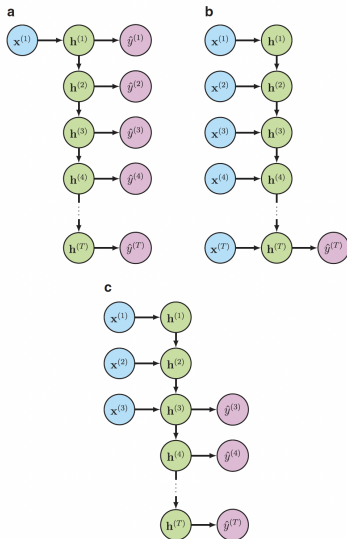 a
x^(1) h^(1) ŷ^(1)
h^(2) ŷ^(2)
h^(3) ŷ^(3)
h^(4) ŷ^(4)
h^(T) ŷ^(T)
b
x^(1) h^(1)
x^(2) h^(2)
x^(3) h^(3)
x^(4) h^(4)
x^(T) h^(T) ŷ^(T)
c
x^(1) h^(1)
x^(2) h^(2)
x^(3) h^(3) ŷ^(3)
h^(4) ŷ^(4)
h^(T) ŷ^(T)